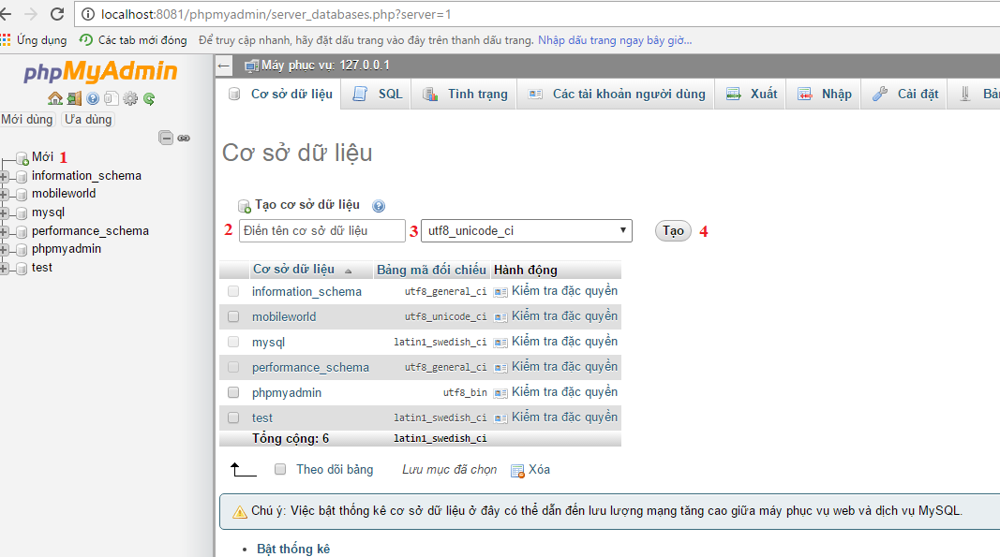 localhost:8081/phpmyadmin/server_databases.php?server=1
Ứng dụng Các tab mới đóng Để truy cập nhanh, hãy đặt dấu trang vào đây trên thanh dấu trang. Nhập dấu trang ngay bây giờ...
phpMyAdmin
Mới dùng Ưa dùng
Mới 1
information_schema
mobileworld
mysql
performance_schema
phpmyadmin
test
Máy phục vụ: 127.0.0.1
Cơ sở dữ liệu SQL Tình trạng Các tài khoản người dùng Xuất Nhập Cài đặt
Cơ sở dữ liệu
Tạo cơ sở dữ liệu
2 Điền tên cơ sở dữ liệu 3 utf8_unicode_ci Tạo 4
Cơ sở dữ liệu Bảng mã đối chiếu Hành động
information_schema utf8_general_ci Kiểm tra đặc quyền
mobileworld utf8_unicode_ci Kiểm tra đặc quyền
mysql latin1_swedish_ci Kiểm tra đặc quyền
performance_schema utf8_general_ci Kiểm tra đặc quyền
phpmyadmin utf8_bin Kiểm tra đặc quyền
test latin1_swedish_ci Kiểm tra đặc quyền
Tổng cộng: 6 latin1_swedish_ci
Theo dõi bảng Lưu mục đã chọn Xóa
Chú ý: Việc bật thống kê cơ sở dữ liệu ở đây có thể dẫn đến lưu lượng mạng tăng cao giữa máy phục vụ web và dịch vụ MySQL.
• Bật thống kê